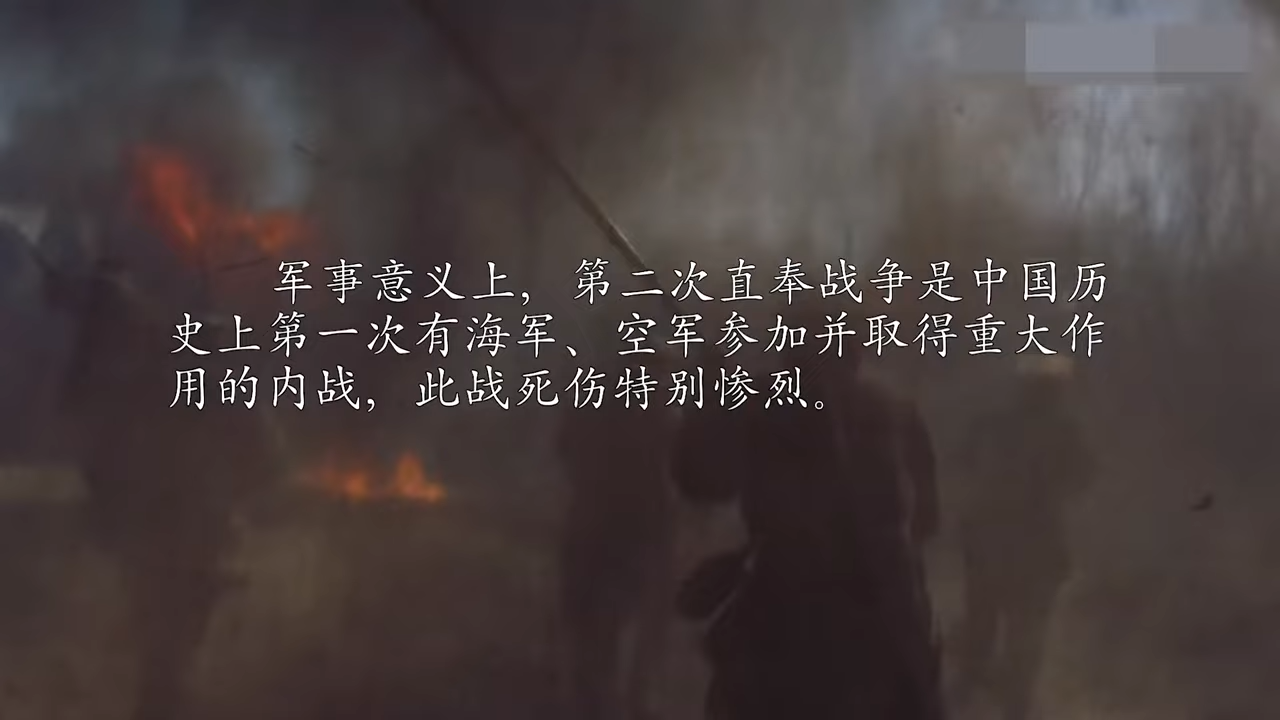 军事意义上，第二次直奉战争是中国历
史上第一次有海军、空军参加并取得重大作
用的内战，此战死伤特别惨烈。